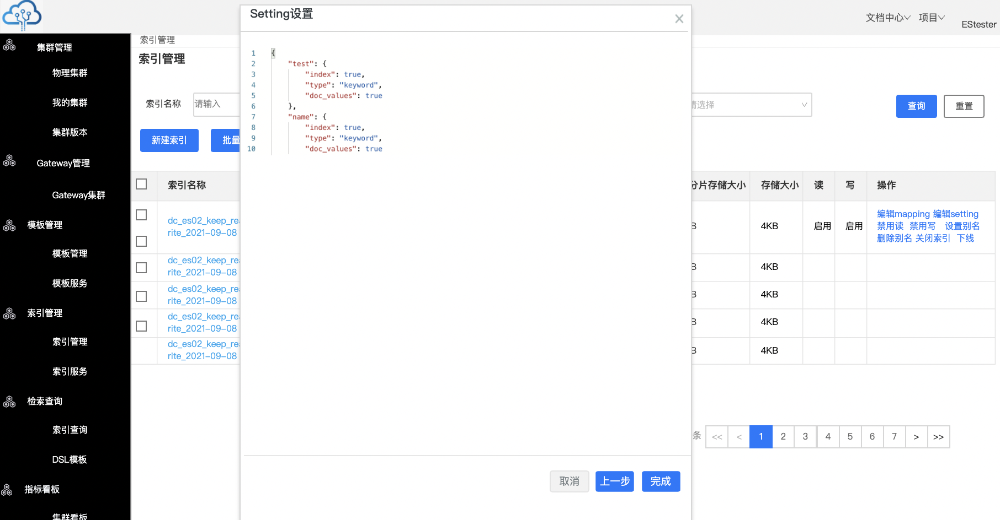 文档中心
项目
EStester
集群管理
物理集群
我的集群
集群版本
Gateway管理
Gateway集群
模板管理
模板管理
模板服务
索引管理
索引管理
索引服务
检索查询
索引查询
DSL模板
指标看板
集群看板
索引管理
索引管理
索引名称
请输入
请选择
查询
重置
新建索引
批量
索引名称
分片存储大小
存储大小
读
写
操作
dc_es02_keep_rea
rite_2021-09-08
B
4KB
启用
启用
编辑mapping 编辑setting
禁用读 禁用写 设置别名
删除别名 关闭索引 下线
dc_es02_keep_rea
rite_2021-09-08
B
4KB
dc_es02_keep_rea
rite_2021-09-08
B
4KB
dc_es02_keep_rea
rite_2021-09-08
B
4KB
dc_es02_keep_rea
rite_2021-09-08
B
4KB
条 << < 1 2 3 4 5 6 7 > >>
Setting设置
1 {
2 "test": {
3 "index": true,
4 "type": "keyword",
5 "doc_values": true
6 },
7 "name": {
8 "index": true,
9 "type": "keyword",
10 "doc_values": true
取消
上一步
完成